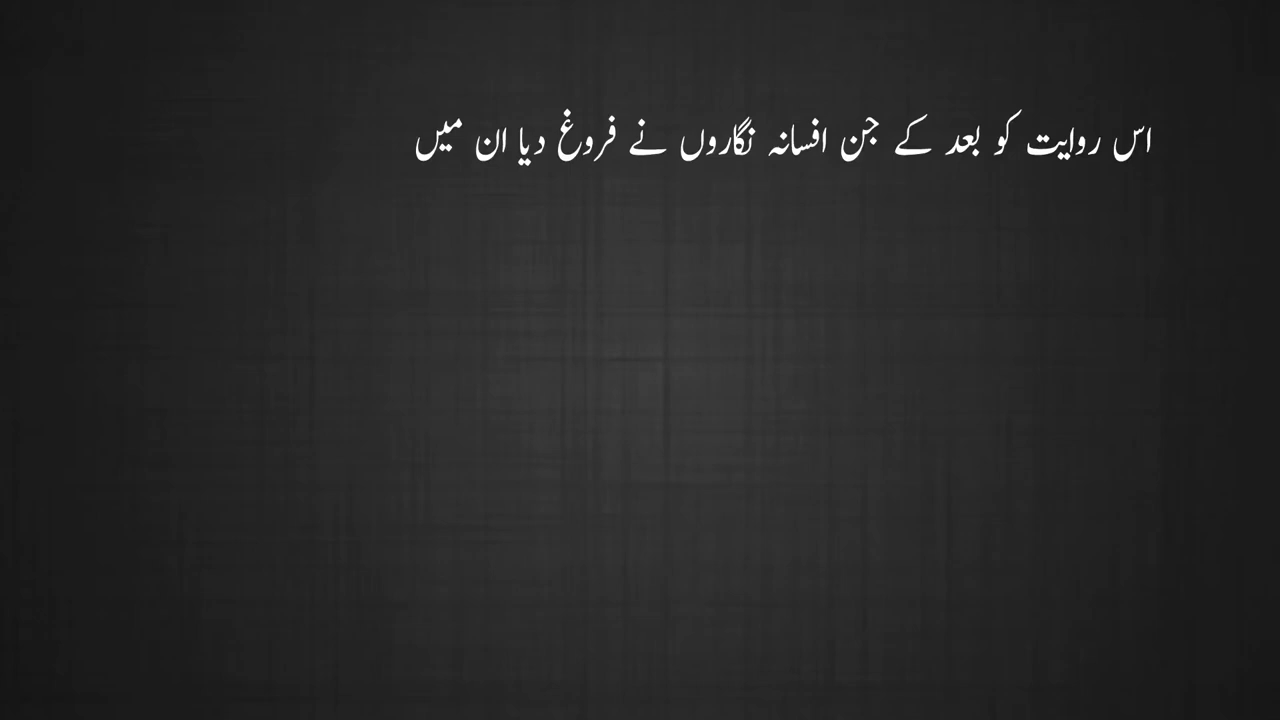 اس روایت کو بعد کے جن افسانہ نگاروں نے فروغ دیا ان میں